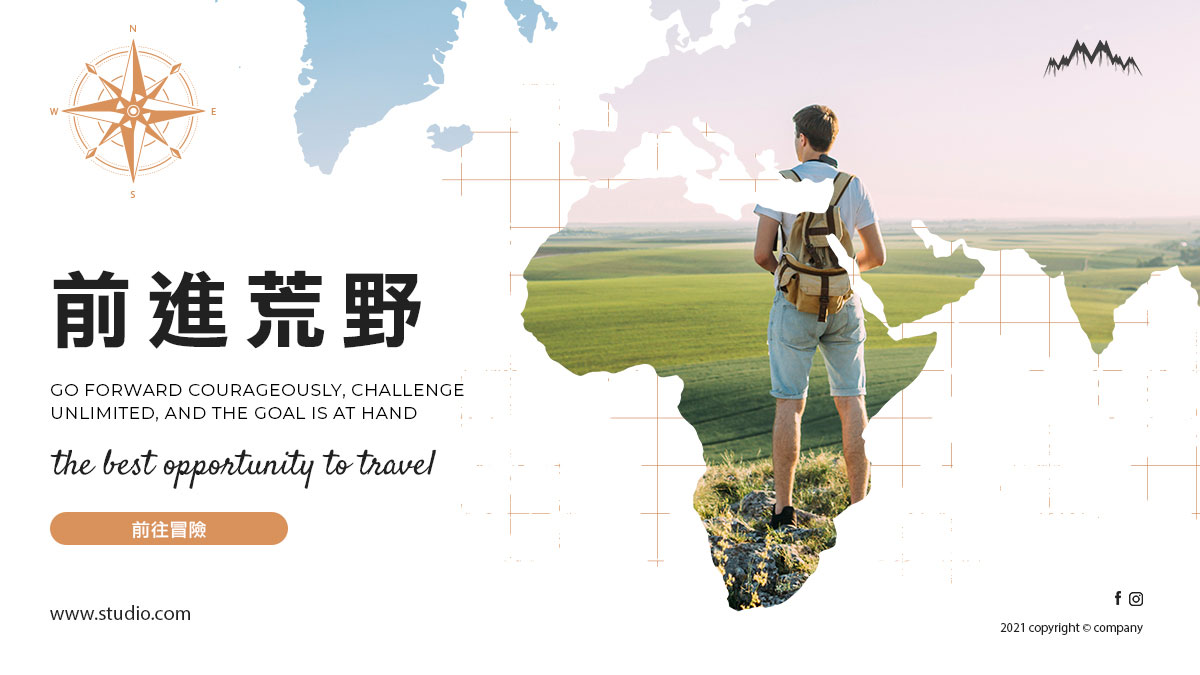 N
W E
S
前進荒野
GO FORWARD COURAGEOUSLY, CHALLENGE
UNLIMITED, AND THE GOAL IS AT HAND
the best opportunity to travel
前往冒險
www.studio.com
f
2021 copyright © company